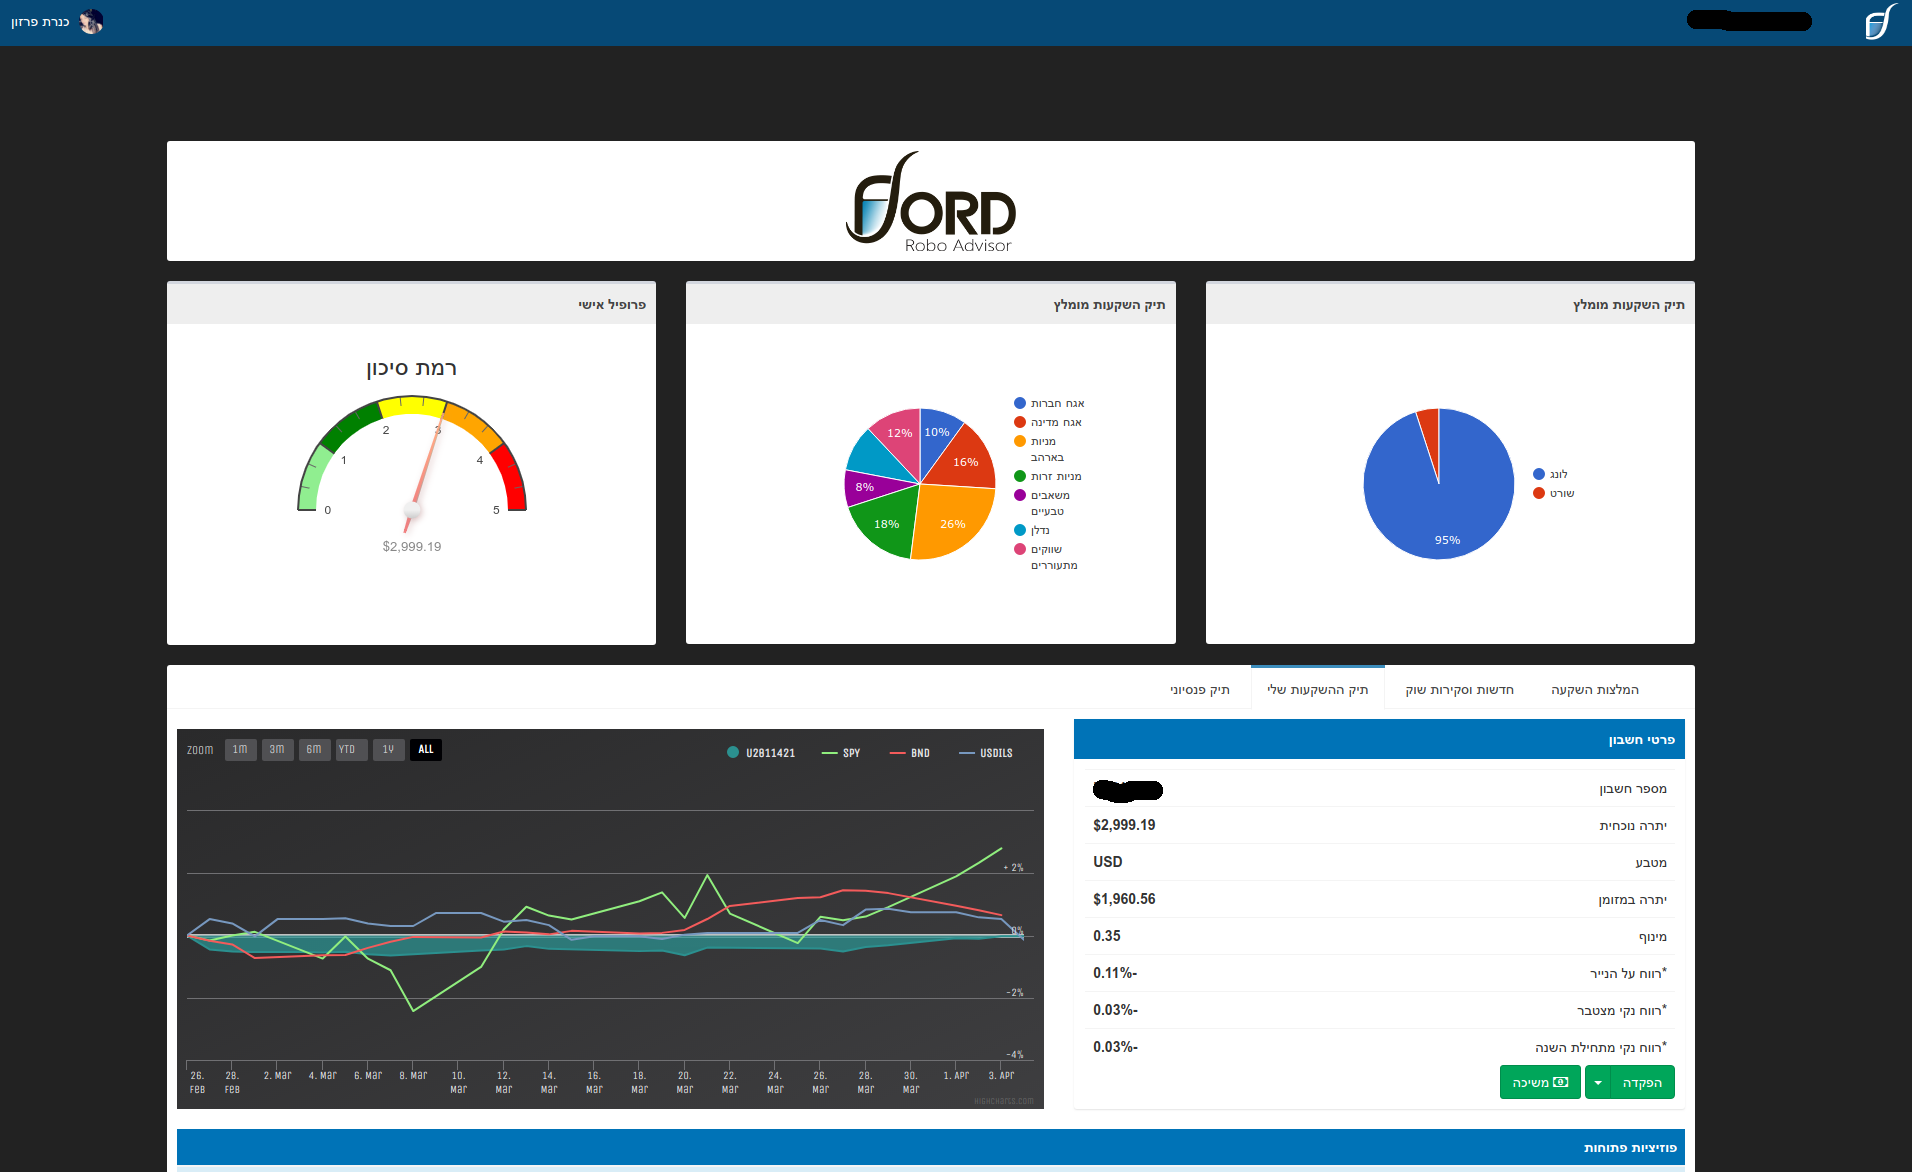 כנרת פרזון
FJORD
Robo Advisor
תיק השקעות מומלץ
לונג
שורט
95%
תיק השקעות מומלץ
אגח חברות
אגח מדינה
מניות
בארהב
מניות זרות
משאבים
טבעיים
נדלן
שווקים
מתעוררים
10%
16%
26%
18%
8%
12%
פרופיל אישי
רמת סיכון
0
1
2
3
4
5
$2,999.19
המלצות השקעה
חדשות וסקירות שוק
תיק ההשקעות שלי
תיק פנסיוני
פרטי חשבון
מספר חשבון
יתרה נוכחית $2,999.19
מטבע USD
יתרה במזומן $1,960.56
מינוף 0.35
*רווח על הנייר 0.11%-
*רווח נקי מצטבר 0.03%-
*רווח נקי מתחילת השנה 0.03%-
הפקדה
משיכה
Zoom 1m 3m 6m YTD 1y All
U2811421 SPY BND USDILS
+ 2%
0%
-2%
-4%
26. Feb
28. Feb
2. Mar
4. Mar
6. Mar
8. Mar
10. Mar
12. Mar
14. Mar
16. Mar
18. Mar
20. Mar
22. Mar
24. Mar
26. Mar
28. Mar
30. Mar
1. Apr
3. Apr
Highcharts.com
פוזיציות פתוחות